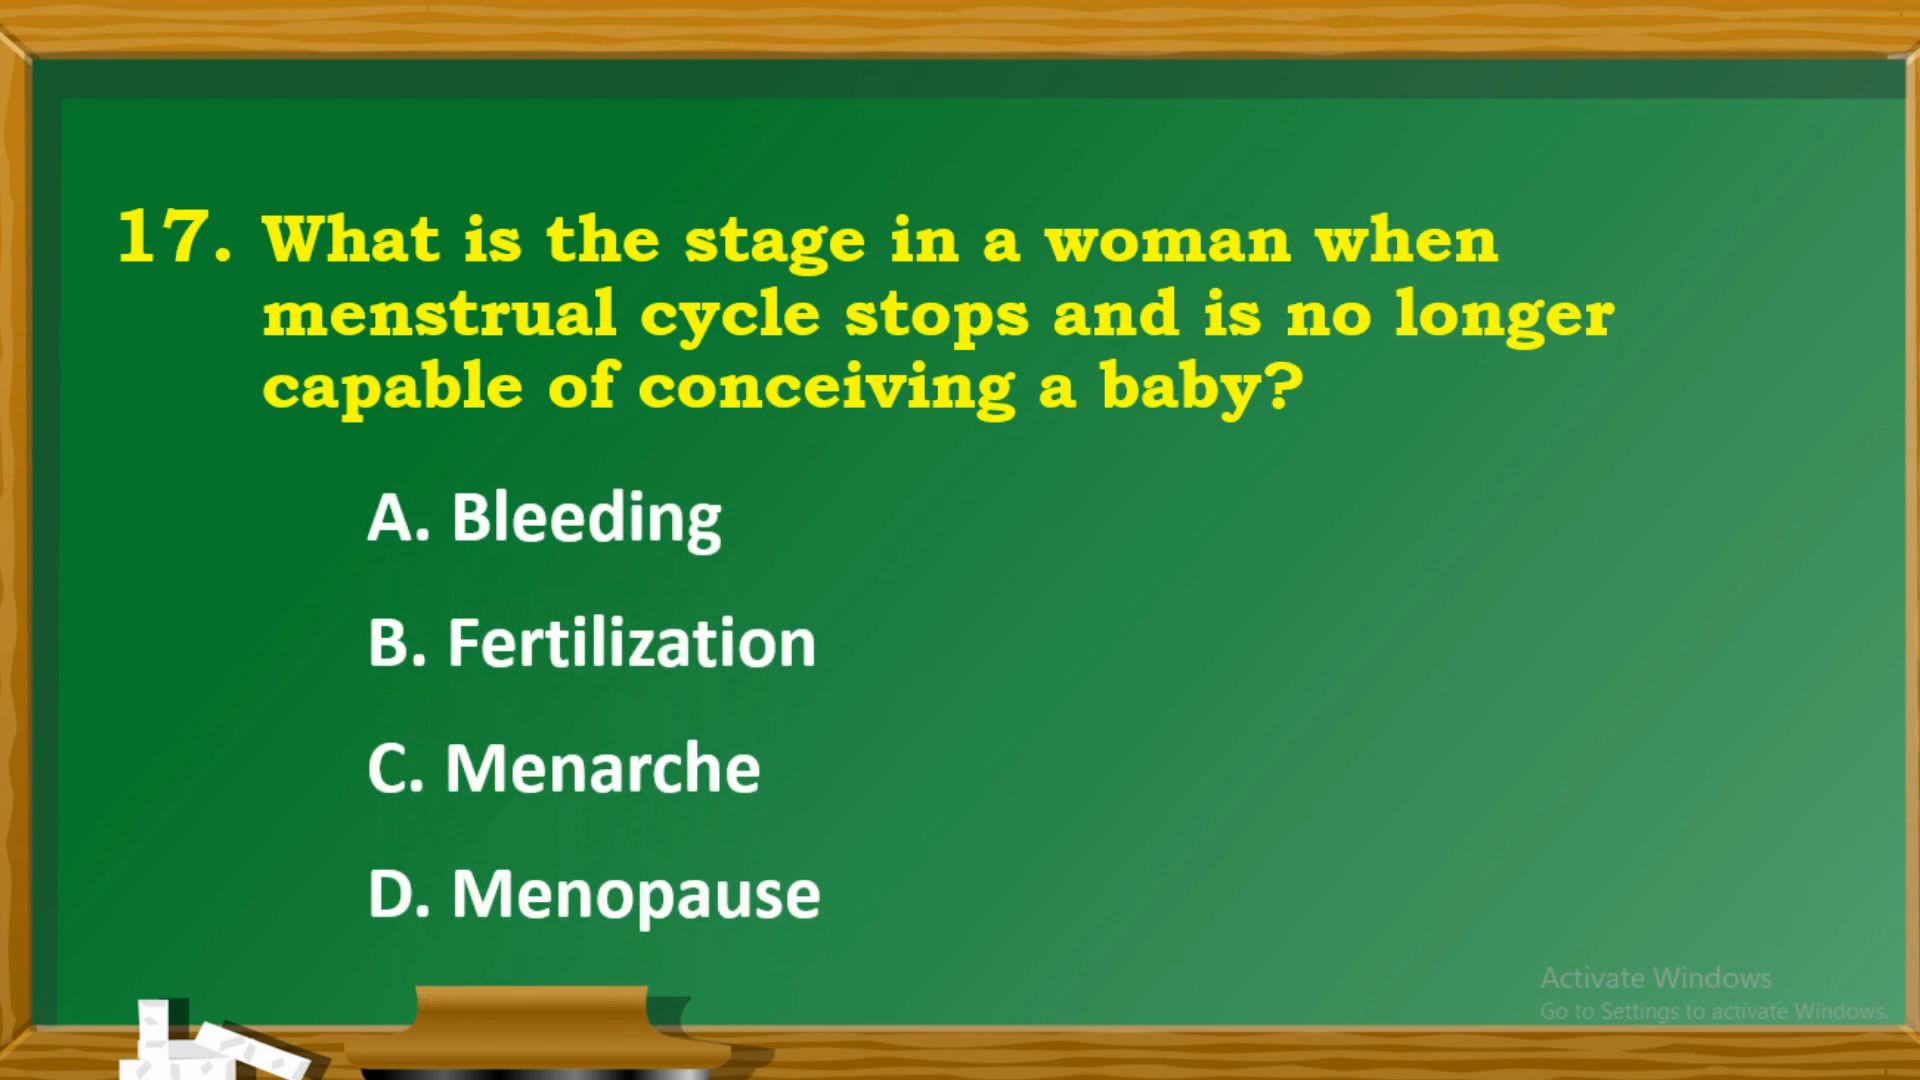 17. What is the stage in a woman when
menstrual cycle stops and is no longer
capable of conceiving a baby?
A. Bleeding
B. Fertilization
C. Menarche
D. Menopause
Activate Windows
Go to Settings to activate Windows.